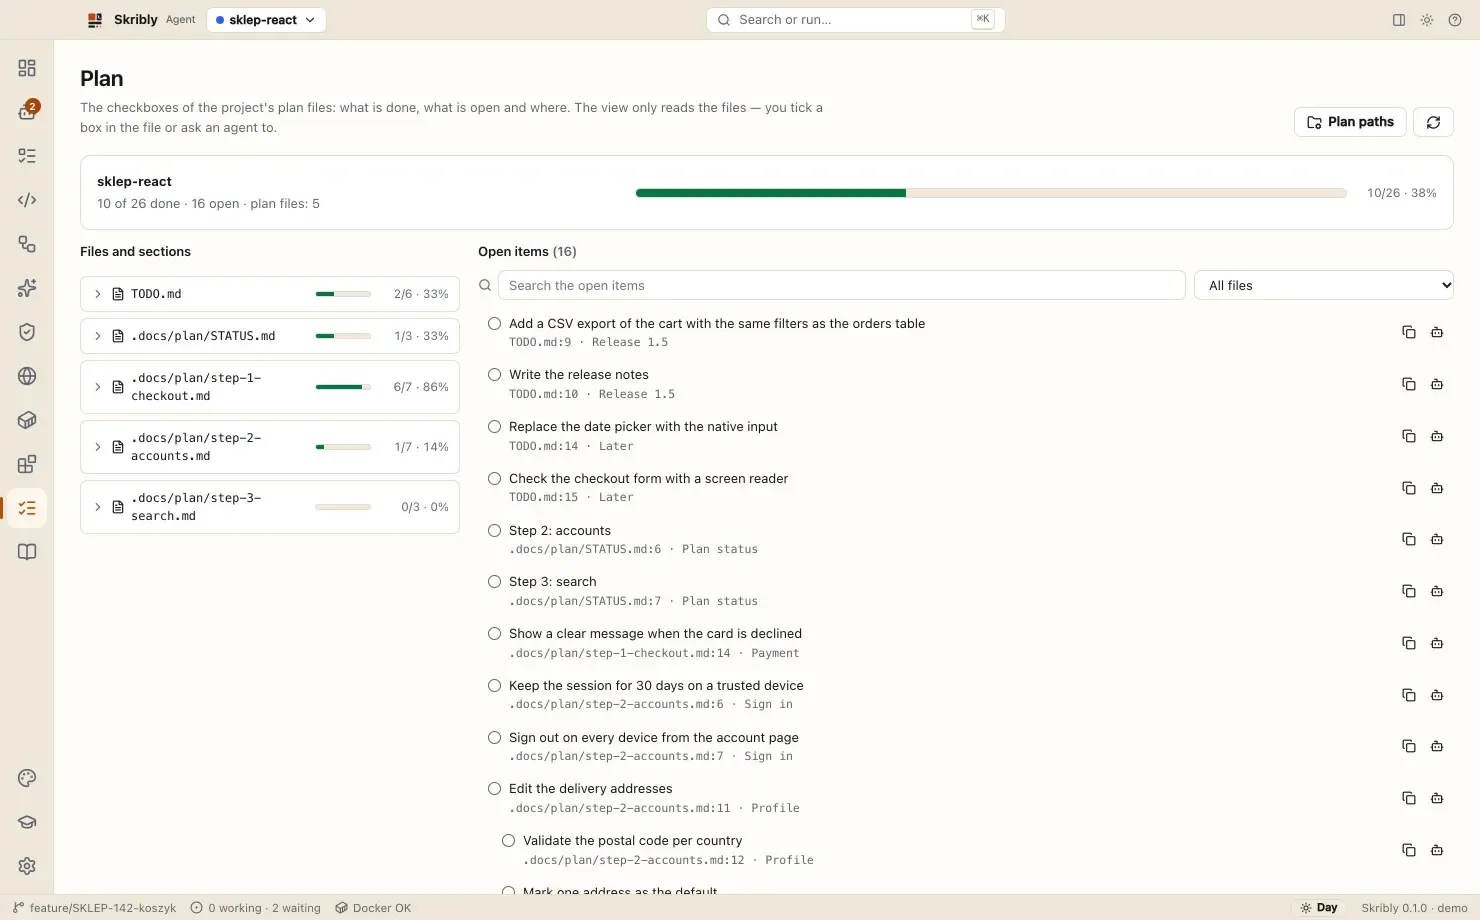 Skribly Agent sklep-react
Search or run... ⌘K
2
Plan
The checkboxes of the project's plan files: what is done, what is open and where. The view only reads the files — you tick a
box in the file or ask an agent to.
Plan paths
sklep-react
10 of 26 done · 16 open · plan files: 5
10/26 · 38%
Files and sections
TODO.md 2/6 · 33%
.docs/plan/STATUS.md 1/3 · 33%
.docs/plan/step-1-
checkout.md
6/7 · 86%
.docs/plan/step-2-
accounts.md
1/7 · 14%
.docs/plan/step-3-
search.md
0/3 · 0%
Open items (16)
Search the open items
All files
Add a CSV export of the cart with the same filters as the orders table
TODO.md:9 · Release 1.5
Write the release notes
TODO.md:10 · Release 1.5
Replace the date picker with the native input
TODO.md:14 · Later
Check the checkout form with a screen reader
TODO.md:15 · Later
Step 2: accounts
.docs/plan/STATUS.md:6 · Plan status
Step 3: search
.docs/plan/STATUS.md:7 · Plan status
Show a clear message when the card is declined
.docs/plan/step-1-checkout.md:14 · Payment
Keep the session for 30 days on a trusted device
.docs/plan/step-2-accounts.md:6 · Sign in
Sign out on every device from the account page
.docs/plan/step-2-accounts.md:7 · Sign in
Edit the delivery addresses
.docs/plan/step-2-accounts.md:11 · Profile
Validate the postal code per country
.docs/plan/step-2-accounts.md:12 · Profile
Mark one address as the default
feature/SKLEP-142-koszyk
0 working · 2 waiting
Docker OK
Day
Skribly 0.1.0 · demo